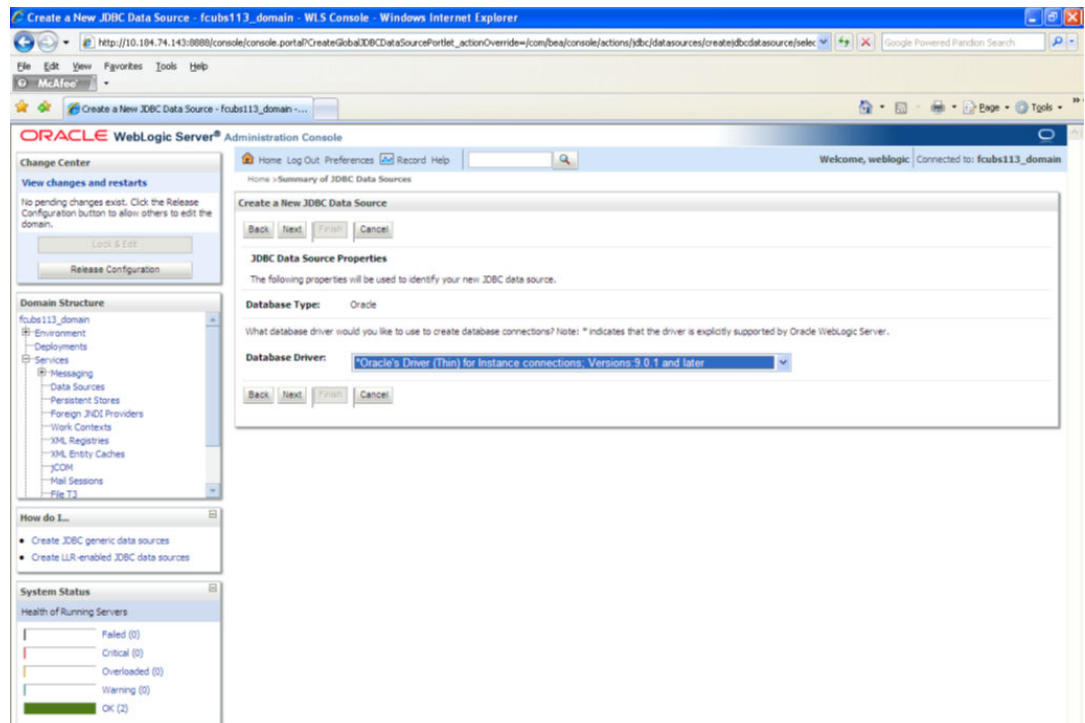 Create a New JDBC Data Source - fcubs113_domain - WLS Console - Windows Internet Explorer
http://10.184.74.143:8888/console/console.portal?CreateGlobalJDBCDataSourcePortlet_actionOverride=/com/bea/console/actions/jdbc/datasources/createjdbcdatasource/selec
Google Powered Pandion Search
File Edit View Favorites Tools Help
McAfee
Create a New JDBC Data Source - fcubs113_domain -...
Page Tools
ORACLE WebLogic Server® Administration Console
Change Center
View changes and restarts
No pending changes exist. Click the Release
Configuration button to allow others to edit the
domain.
Lock & Edit
Release Configuration
Domain Structure
fcubs113_domain
Environment
Deployments
Services
Messaging
Data Sources
Persistent Stores
Foreign JNDI Providers
Work Contexts
XML Registries
XML Entity Caches
jCOM
Mail Sessions
File T3
How do I...
Create JDBC generic data sources
Create LLR-enabled JDBC data sources
System Status
Health of Running Servers
Failed (0)
Critical (0)
Overloaded (0)
Warning (0)
OK (2)
Home Log Out Preferences Record Help
Welcome, weblogic Connected to: fcubs113_domain
Home >Summary of JDBC Data Sources
Create a New JDBC Data Source
Back Next Finish Cancel
JDBC Data Source Properties
The following properties will be used to identify your new JDBC data source.
Database Type: Oracle
What database driver would you like to use to create database connections? Note: * indicates that the driver is explicitly supported by Oracle WebLogic Server.
Database Driver: *Oracle's Driver (Thin) for Instance connections; Versions:9.0.1 and later
Back Next Finish Cancel